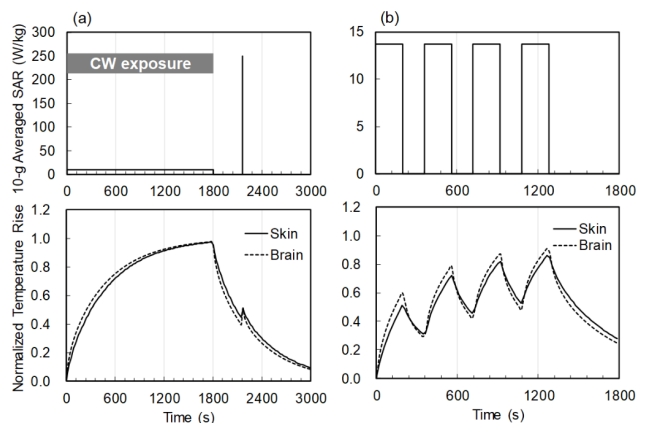 (a)
(b)
10-g Averaged SAR (W/kg)
300
250
200
150
100
50
0
CW exposure
0 600 1200 1800 2400 3000
15
10
5
0
0 600 1200 1800
Normalized Temperature Rise
1.2
1.0
0.8
0.6
0.4
0.2
0.0
Skin
Brain
0 600 1200 1800 2400 3000
Time (s)
1.2
1.0
0.8
0.6
0.4
0.2
0.0
Skin
Brain
0 600 1200 1800
Time (s)